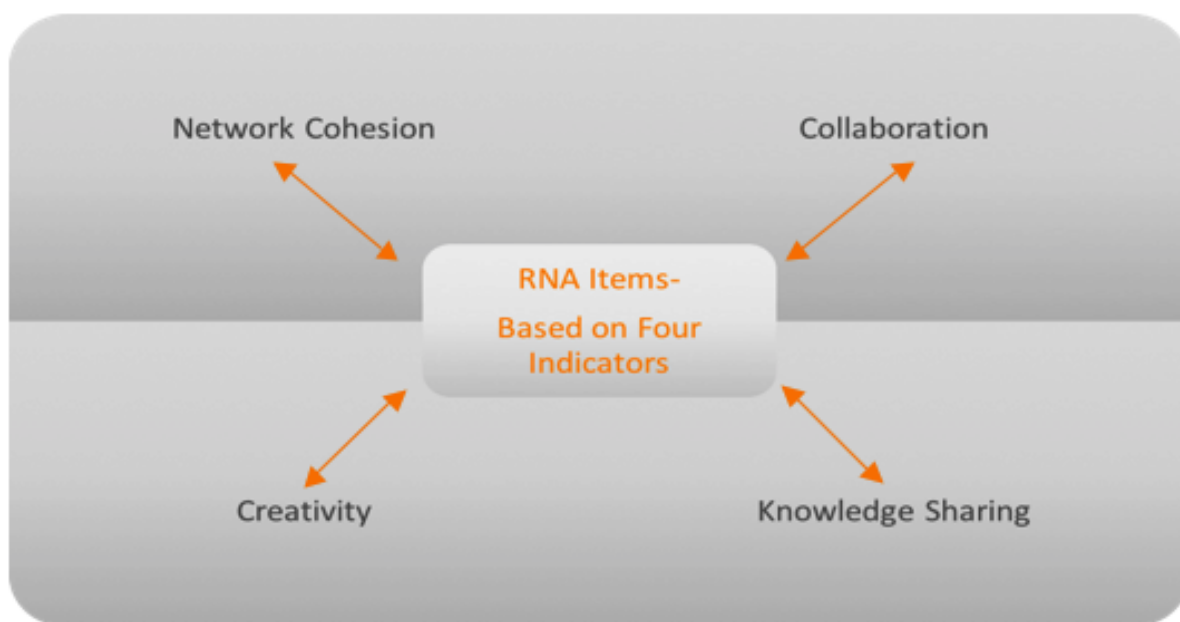 Network Cohesion
Collaboration
RNA Items-
Based on Four
Indicators
Creativity
Knowledge Sharing